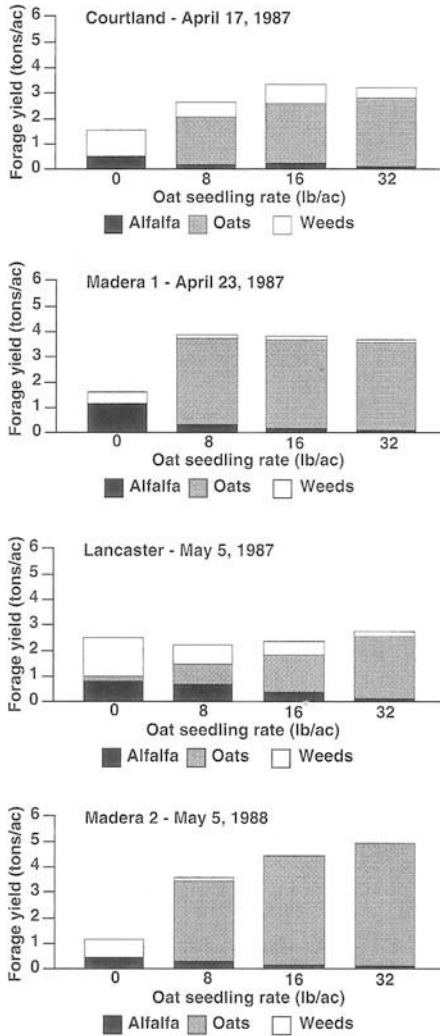 Courtland - April 17, 1987
Forage yield (tons/ac)
6
5
4
3
2
1
0
0 8 16 32
Oat seedling rate (lb/ac)
Alfalfa Oats Weeds
Madera 1 - April 23, 1987
Forage yield (tons/ac)
6
5
4
3
2
1
0
0 8 16 32
Oat seedling rate (lb/ac)
Alfalfa Oats Weeds
Lancaster - May 5, 1987
Forage yield (tons/ac)
6
5
4
3
2
1
0
0 8 16 32
Oat seedling rate (lb/ac)
Alfalfa Oats Weeds
Madera 2 - May 5, 1988
Forage yield (tons/ac)
6
5
4
3
2
1
0
0 8 16 32
Oat seedling rate (lb/ac)
Alfalfa Oats Weeds